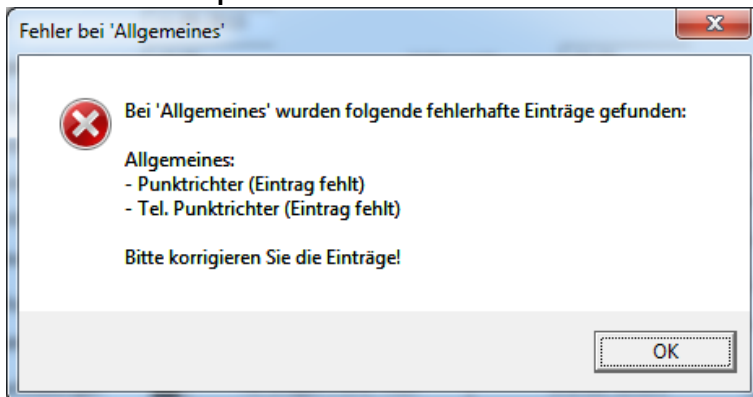 Fehler bei 'Allgemeines'
Bei 'Allgemeines' wurden folgende fehlerhafte Einträge gefunden:
Allgemeines:
- Punktrichter (Eintrag fehlt)
- Tel. Punktrichter (Eintrag fehlt)
Bitte korrigieren Sie die Einträge!
OK